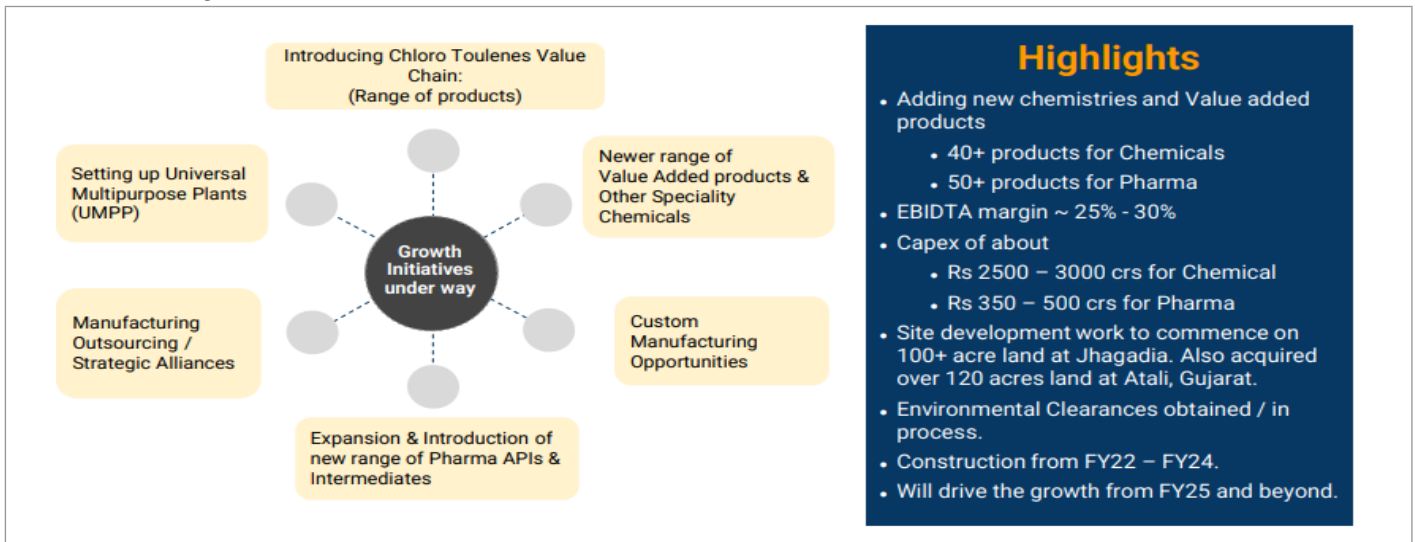 Introducing Chloro Toulenes Value
Chain:
(Range of products)
Setting up Universal
Multipurpose Plants
(UMPP)
Newer range of
Value Added products &
Other Speciality
Chemicals
Growth
Initiatives
under way
Manufacturing
Outsourcing /
Strategic Alliances
Custom
Manufacturing
Opportunities
Expansion & Introduction of
new range of Pharma APIs &
Intermediates
Highlights
• Adding new chemistries and Value added
products
• 40+ products for Chemicals
• 50+ products for Pharma
• EBIDTA margin ~ 25% - 30%
• Capex of about
• Rs 2500 – 3000 crs for Chemical
• Rs 350 – 500 crs for Pharma
• Site development work to commence on
100+ acre land at Jhagadia. Also acquired
over 120 acres land at Atali, Gujarat.
• Environmental Clearances obtained / in
process.
• Construction from FY22 – FY24.
• Will drive the growth from FY25 and beyond.